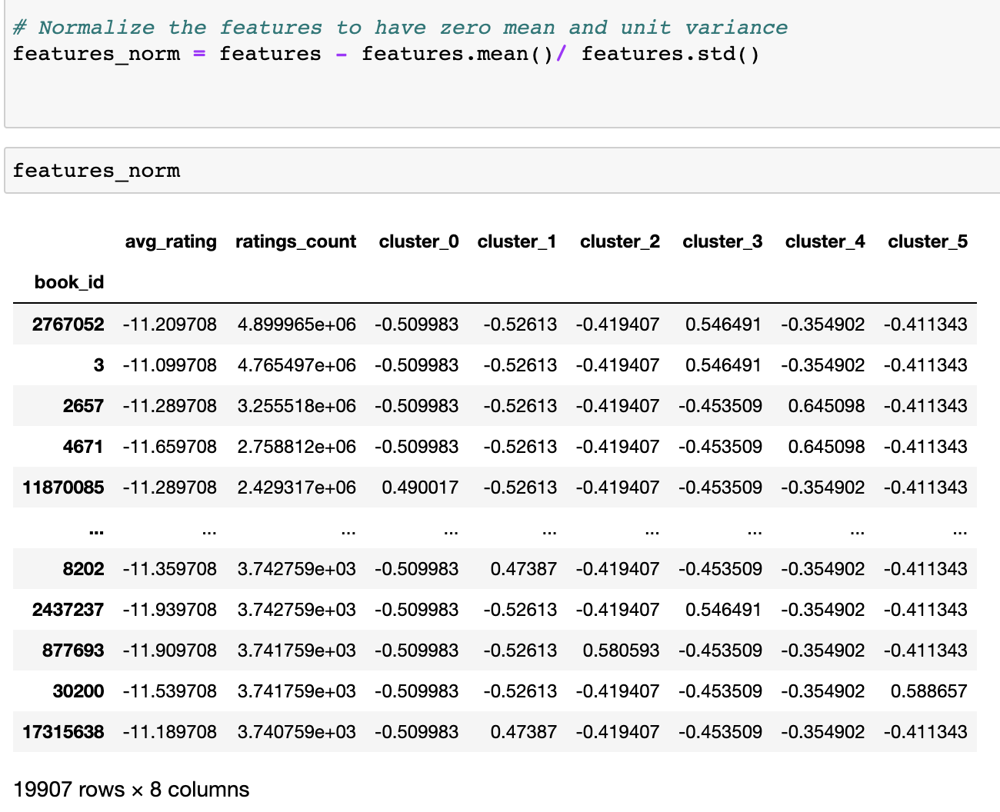 # Normalize the features to have zero mean and unit variance
features_norm = features - features.mean()/ features.std()
features_norm
avg_rating ratings_count cluster_0 cluster_1 cluster_2 cluster_3 cluster_4 cluster_5
book_id
2767052 -11.209708 4.899965e+06 -0.509983 -0.52613 -0.419407 0.546491 -0.354902 -0.411343
3 -11.099708 4.765497e+06 -0.509983 -0.52613 -0.419407 0.546491 -0.354902 -0.411343
2657 -11.289708 3.255518e+06 -0.509983 -0.52613 -0.419407 -0.453509 0.645098 -0.411343
4671 -11.659708 2.758812e+06 -0.509983 -0.52613 -0.419407 -0.453509 0.645098 -0.411343
11870085 -11.289708 2.429317e+06 0.490017 -0.52613 -0.419407 -0.453509 -0.354902 -0.411343
... ... ... ... ... ... ... ... ...
8202 -11.359708 3.742759e+03 -0.509983 0.47387 -0.419407 -0.453509 -0.354902 -0.411343
2437237 -11.939708 3.742759e+03 -0.509983 -0.52613 -0.419407 0.546491 -0.354902 -0.411343
877693 -11.909708 3.741759e+03 -0.509983 -0.52613 0.580593 -0.453509 -0.354902 -0.411343
30200 -11.539708 3.741759e+03 -0.509983 -0.52613 -0.419407 -0.453509 -0.354902 0.588657
17315638 -11.189708 3.740759e+03 -0.509983 0.47387 -0.419407 -0.453509 -0.354902 -0.411343
19907 rows × 8 columns